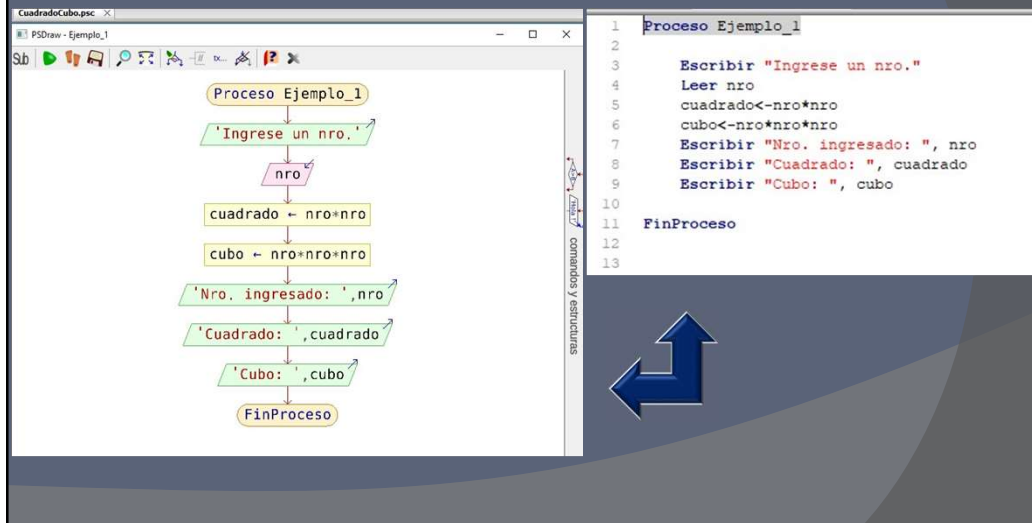 CuadradoCubo.psc ×
PSDraw - Ejemplo_1
Sub
Proceso Ejemplo_1
'Ingrese un nro.'
nro
cuadrado ← nro*nro
cubo ← nro*nro*nro
'Nro. ingresado: ',nro
'Cuadrado: ',cuadrado
'Cubo: ',cubo
FinProceso
comandos y estructuras
1 Proceso Ejemplo_1
2
3 Escribir "Ingrese un nro."
4 Leer nro
5 cuadrado<-nro*nro
6 cubo<-nro*nro*nro
7 Escribir "Nro. ingresado: ", nro
8 Escribir "Cuadrado: ", cuadrado
9 Escribir "Cubo: ", cubo
10
11 FinProceso
12
13